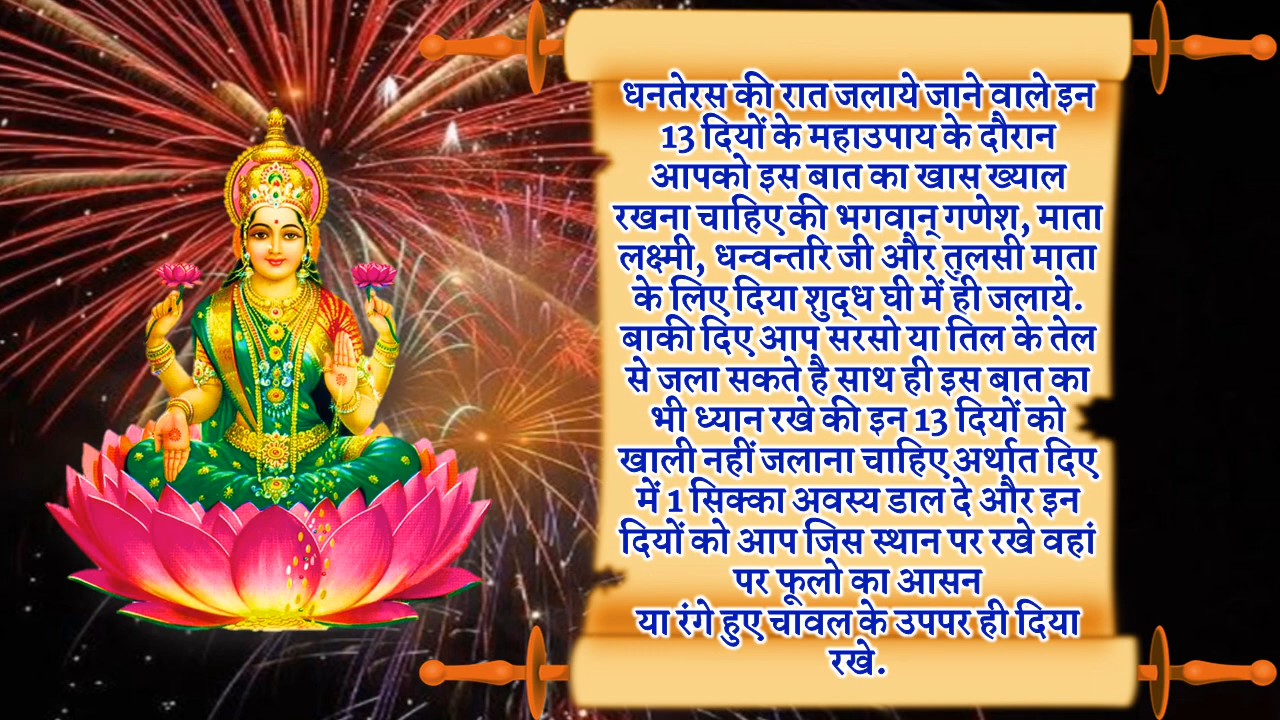 धनतेरस की रात जलाये जाने वाले इन
13 दियों के महाउपाय के दौरान
आपको इस बात का खास ख्याल
रखना चाहिए की भगवान् गणेश, माता
लक्ष्मी, धन्वन्तरि जी और तुलसी माता
के लिए दिया शुद्ध घी में ही जलाये.
बाकी दिए आप सरसो या तिल के तेल
से जला सकते है साथ ही इस बात का
भी ध्यान रखे की इन 13 दियों को
खाली नहीं जलाना चाहिए अर्थात दिए
में 1 सिक्का अवस्य डाल दे और इन
दियों को आप जिस स्थान पर रखे वहां
पर फूलो का आसन
या रंगे हुए चावल के उपपर ही दिया
रखे.